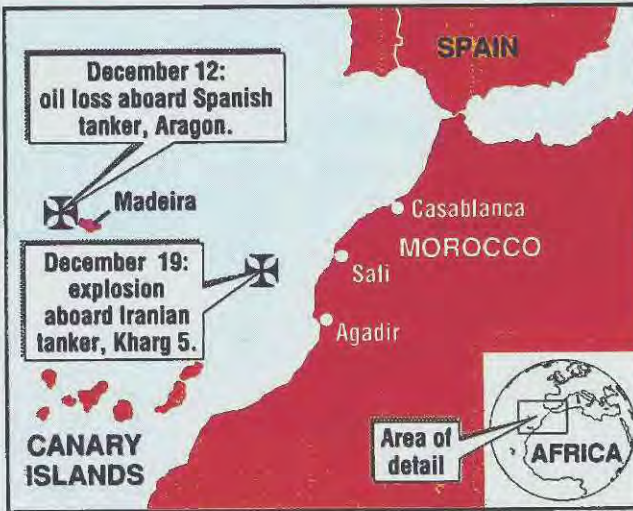 SPAIN
December 12:
oil loss aboard Spanish
tanker, Aragon.
Madeira
Casablanca
MOROCCO
December 19:
explosion
aboard Iranian
tanker, Kharg 5.
Safi
Agadir
CANARY
ISLANDS
Area of
detail
AFRICA